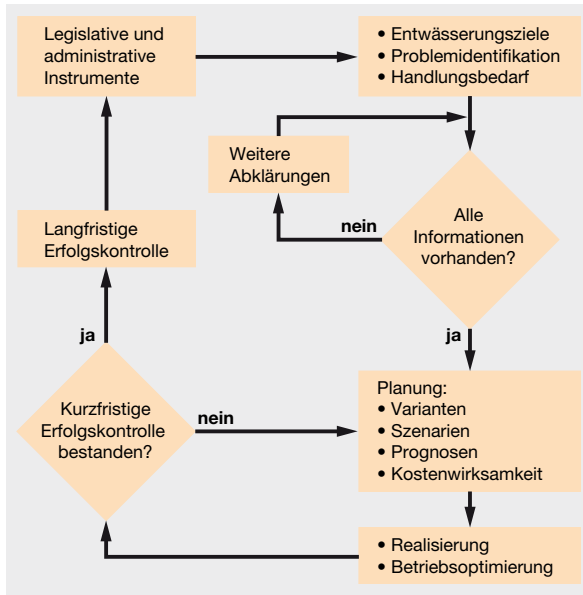 Legislative und
administrative
Instrumente
• Entwässerungsziele
• Problemidentifikation
• Handlungsbedarf
Weitere
Abklärungen
nein
Alle
Informationen
vorhanden?
Langfristige
Erfolgskontrolle
ja
ja
Kurzfristige
Erfolgskontrolle
bestanden?
nein
Planung:
• Varianten
• Szenarien
• Prognosen
• Kostenwirksamkeit
• Realisierung
• Betriebsoptimierung